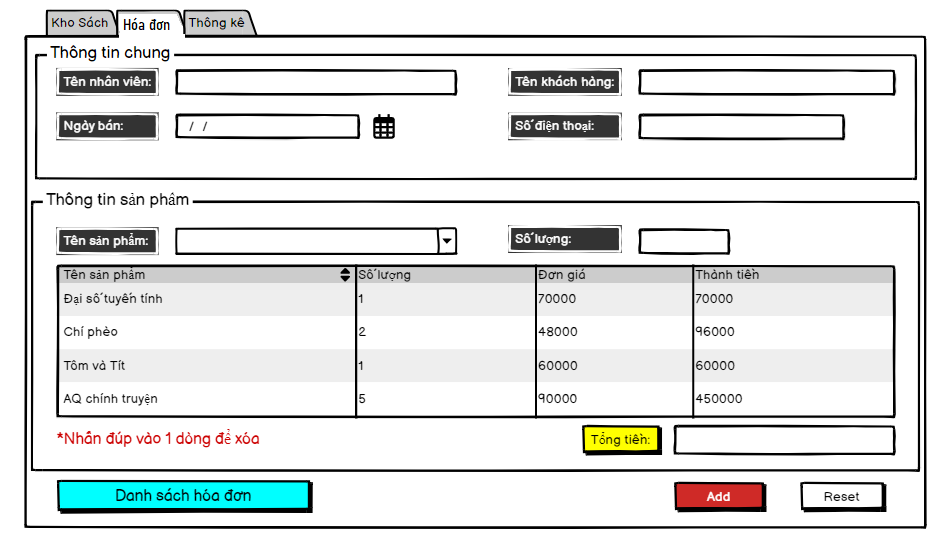 Kho Sách Hóa đơn Thông kê
Thông tin chung
Tên nhân viên: Tên khách hàng:
Ngày bán: / / Số điện thoại:
Thông tin sản phẩm
Tên sản phẩm: Số lượng:
Tên sản phẩm Số lượng Đơn giá Thành tiền
Đại số tuyến tính 1 70000 70000
Chí phèo 2 48000 96000
Tôm và Tít 1 60000 60000
AQ chính truyện 5 90000 450000
*Nhấn đúp vào 1 dòng để xóa Tổng tiền:
Danh sách hóa đơn Add Reset